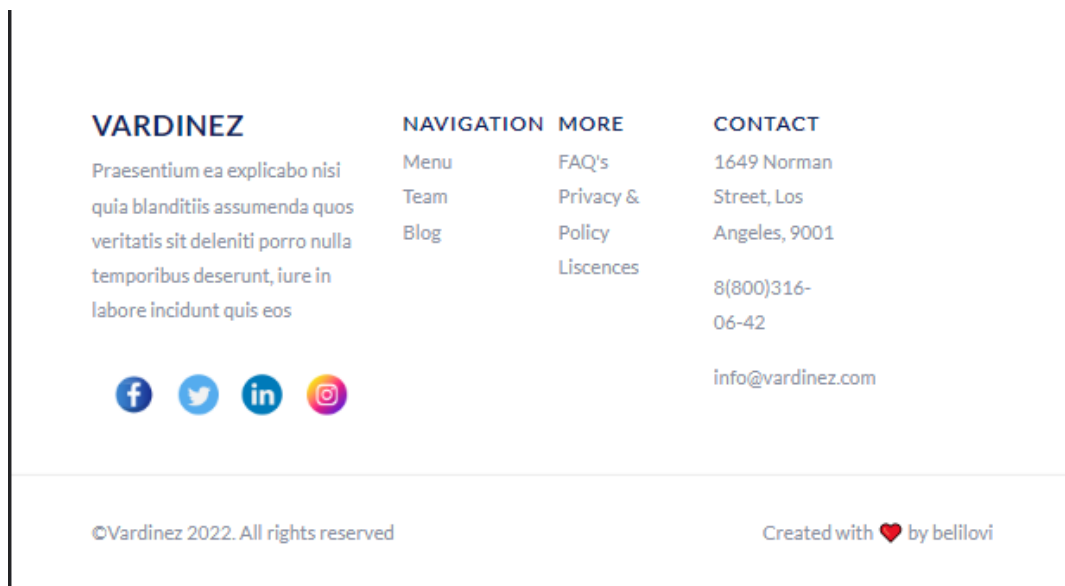 VARDINEZ
Praesentium ea explicabo nisi
quia blanditiis assumenda quos
veritatis sit deleniti porro nulla
temporibus deserunt, iure in
labore incidunt quis eos
NAVIGATION
Menu
Team
Blog
MORE
FAQ's
Privacy &
Policy
Liscences
CONTACT
1649 Norman
Street, Los
Angeles, 9001
8(800)316-
06-42
info@vardinez.com
©Vardinez 2022. All rights reserved
Created with ❤ by belilovi